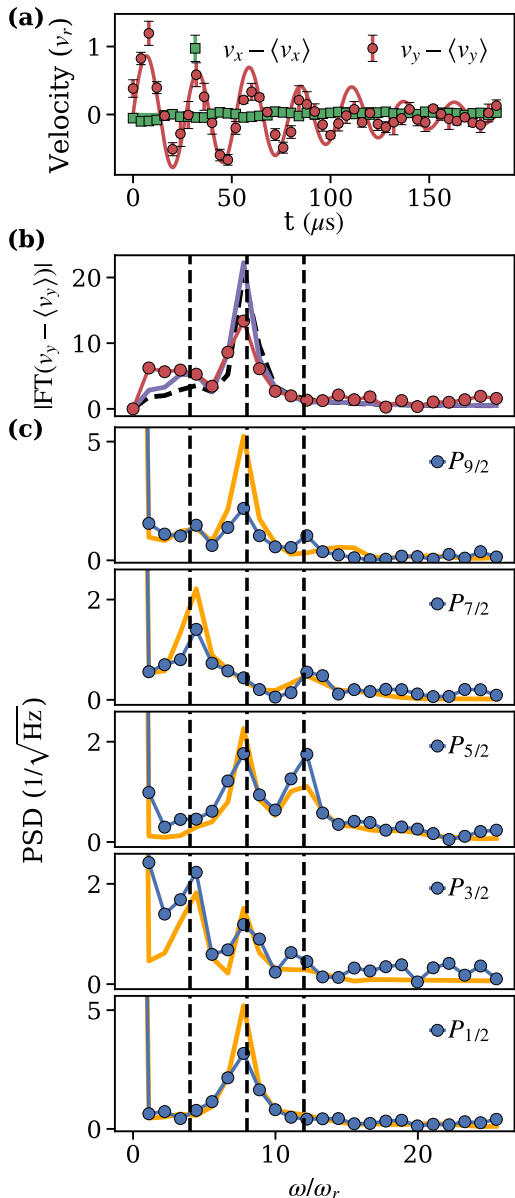 (a)
Velocity (v_r)
1
0
v_x − ⟨v_x⟩
v_y − ⟨v_y⟩
0 50 100 150
t (μs)
(b)
|FT(v_y − ⟨v_y⟩)|
20
10
0
(c)
PSD (1/√Hz)
5
0
P_{9/2}
2
0
P_{7/2}
2
0
P_{5/2}
2
0
P_{3/2}
5
0
P_{1/2}
0 10 20
ω/ω_r